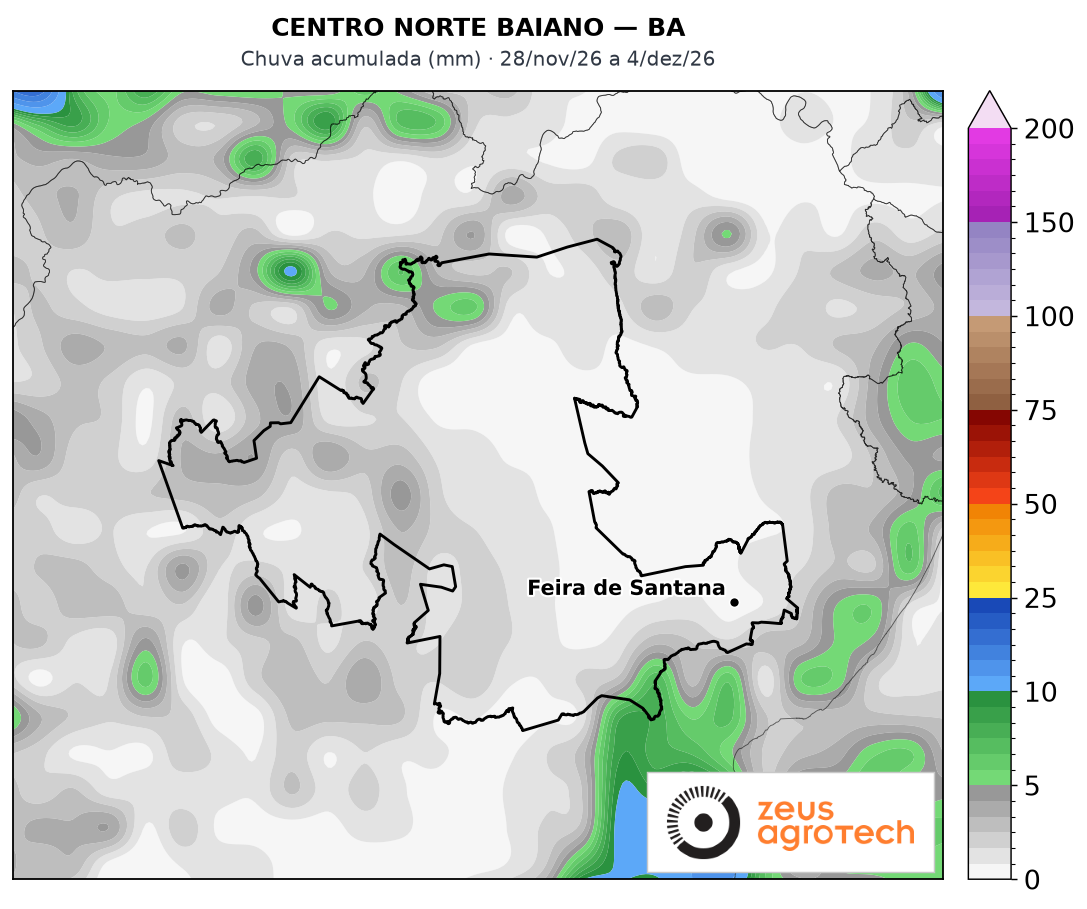 CENTRO NORTE BAIANO — BA
Chuva acumulada (mm) · 28/nov/26 a 4/dez/26
200
150
100
75
50
25
10
5
0
Feira de Santana
zeus
agrotech